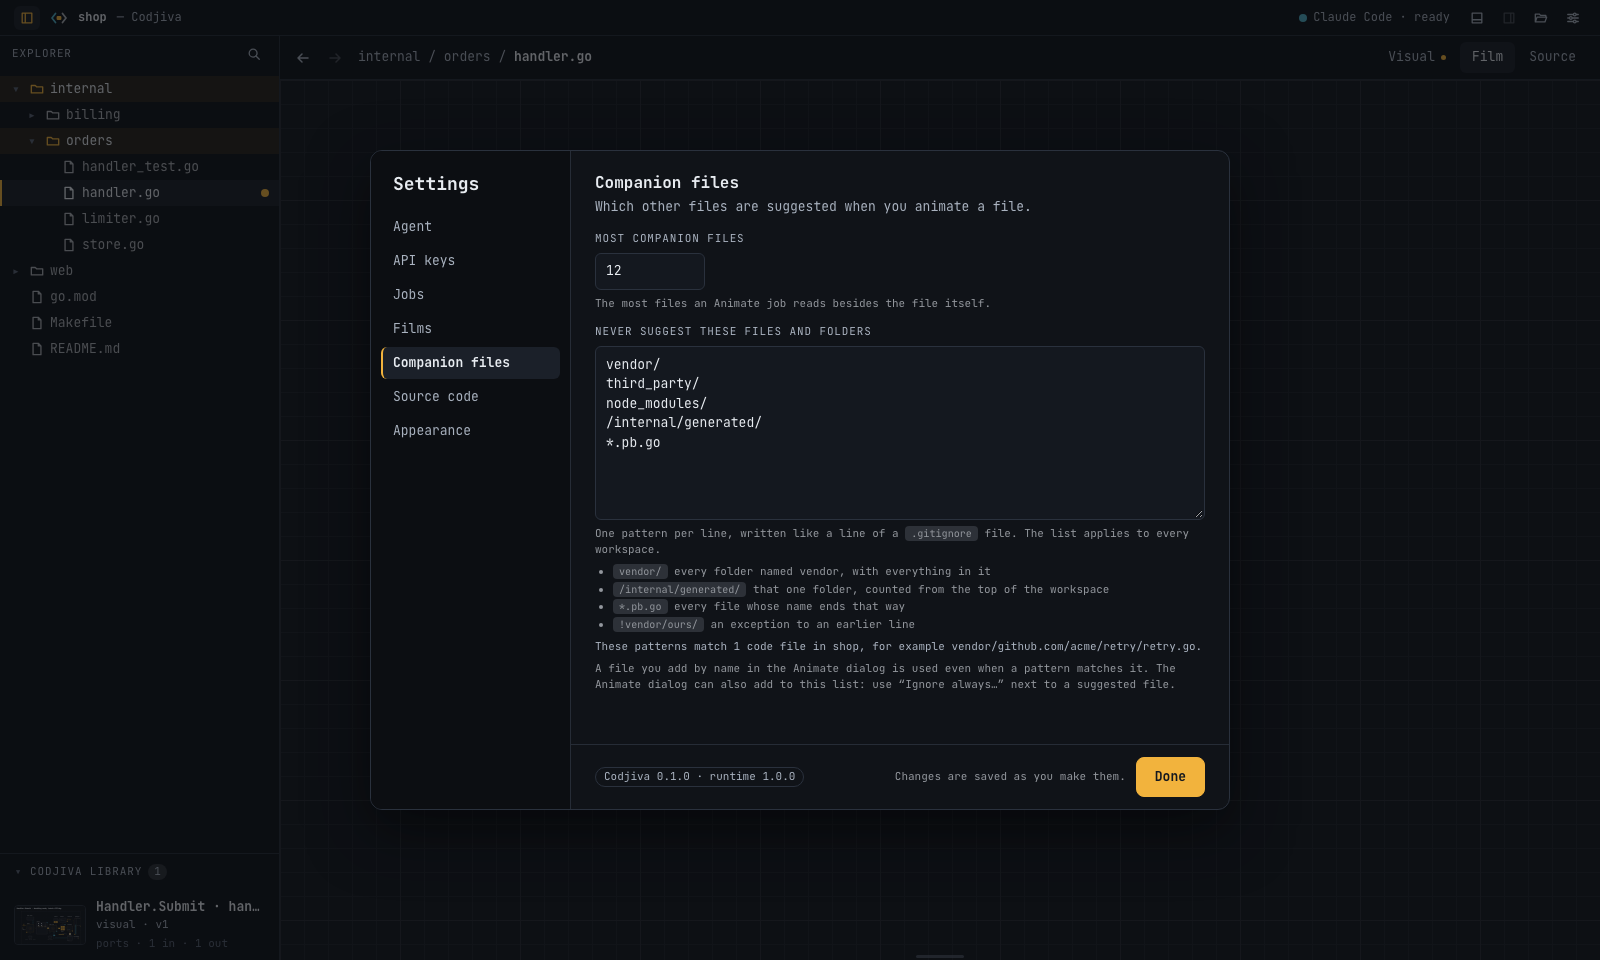 shop — Codjiva
Claude Code · ready
EXPLORER
internal
billing
orders
handler_test.go
handler.go
limiter.go
store.go
web
go.mod
Makefile
README.md
internal / orders / handler.go
Visual
Film
Source
Settings
Agent
API keys
Jobs
Films
Companion files
Source code
Appearance
Companion files
Which other files are suggested when you animate a file.
MOST COMPANION FILES
12
The most files an Animate job reads besides the file itself.
NEVER SUGGEST THESE FILES AND FOLDERS
vendor/
third_party/
node_modules/
/internal/generated/
*.pb.go
One pattern per line, written like a line of a .gitignore file. The list applies to every
workspace.
vendor/ every folder named vendor, with everything in it
/internal/generated/ that one folder, counted from the top of the workspace
*.pb.go every file whose name ends that way
!vendor/ours/ an exception to an earlier line
These patterns match 1 code file in shop, for example vendor/github.com/acme/retry/retry.go.
A file you add by name in the Animate dialog is used even when a pattern matches it. The
Animate dialog can also add to this list: use “Ignore always…” next to a suggested file.
Codjiva 0.1.0 · runtime 1.0.0
Changes are saved as you make them.
Done
CODJIVA LIBRARY 1
Handler.Submit · han…
visual · v1
ports · 1 in · 1 out